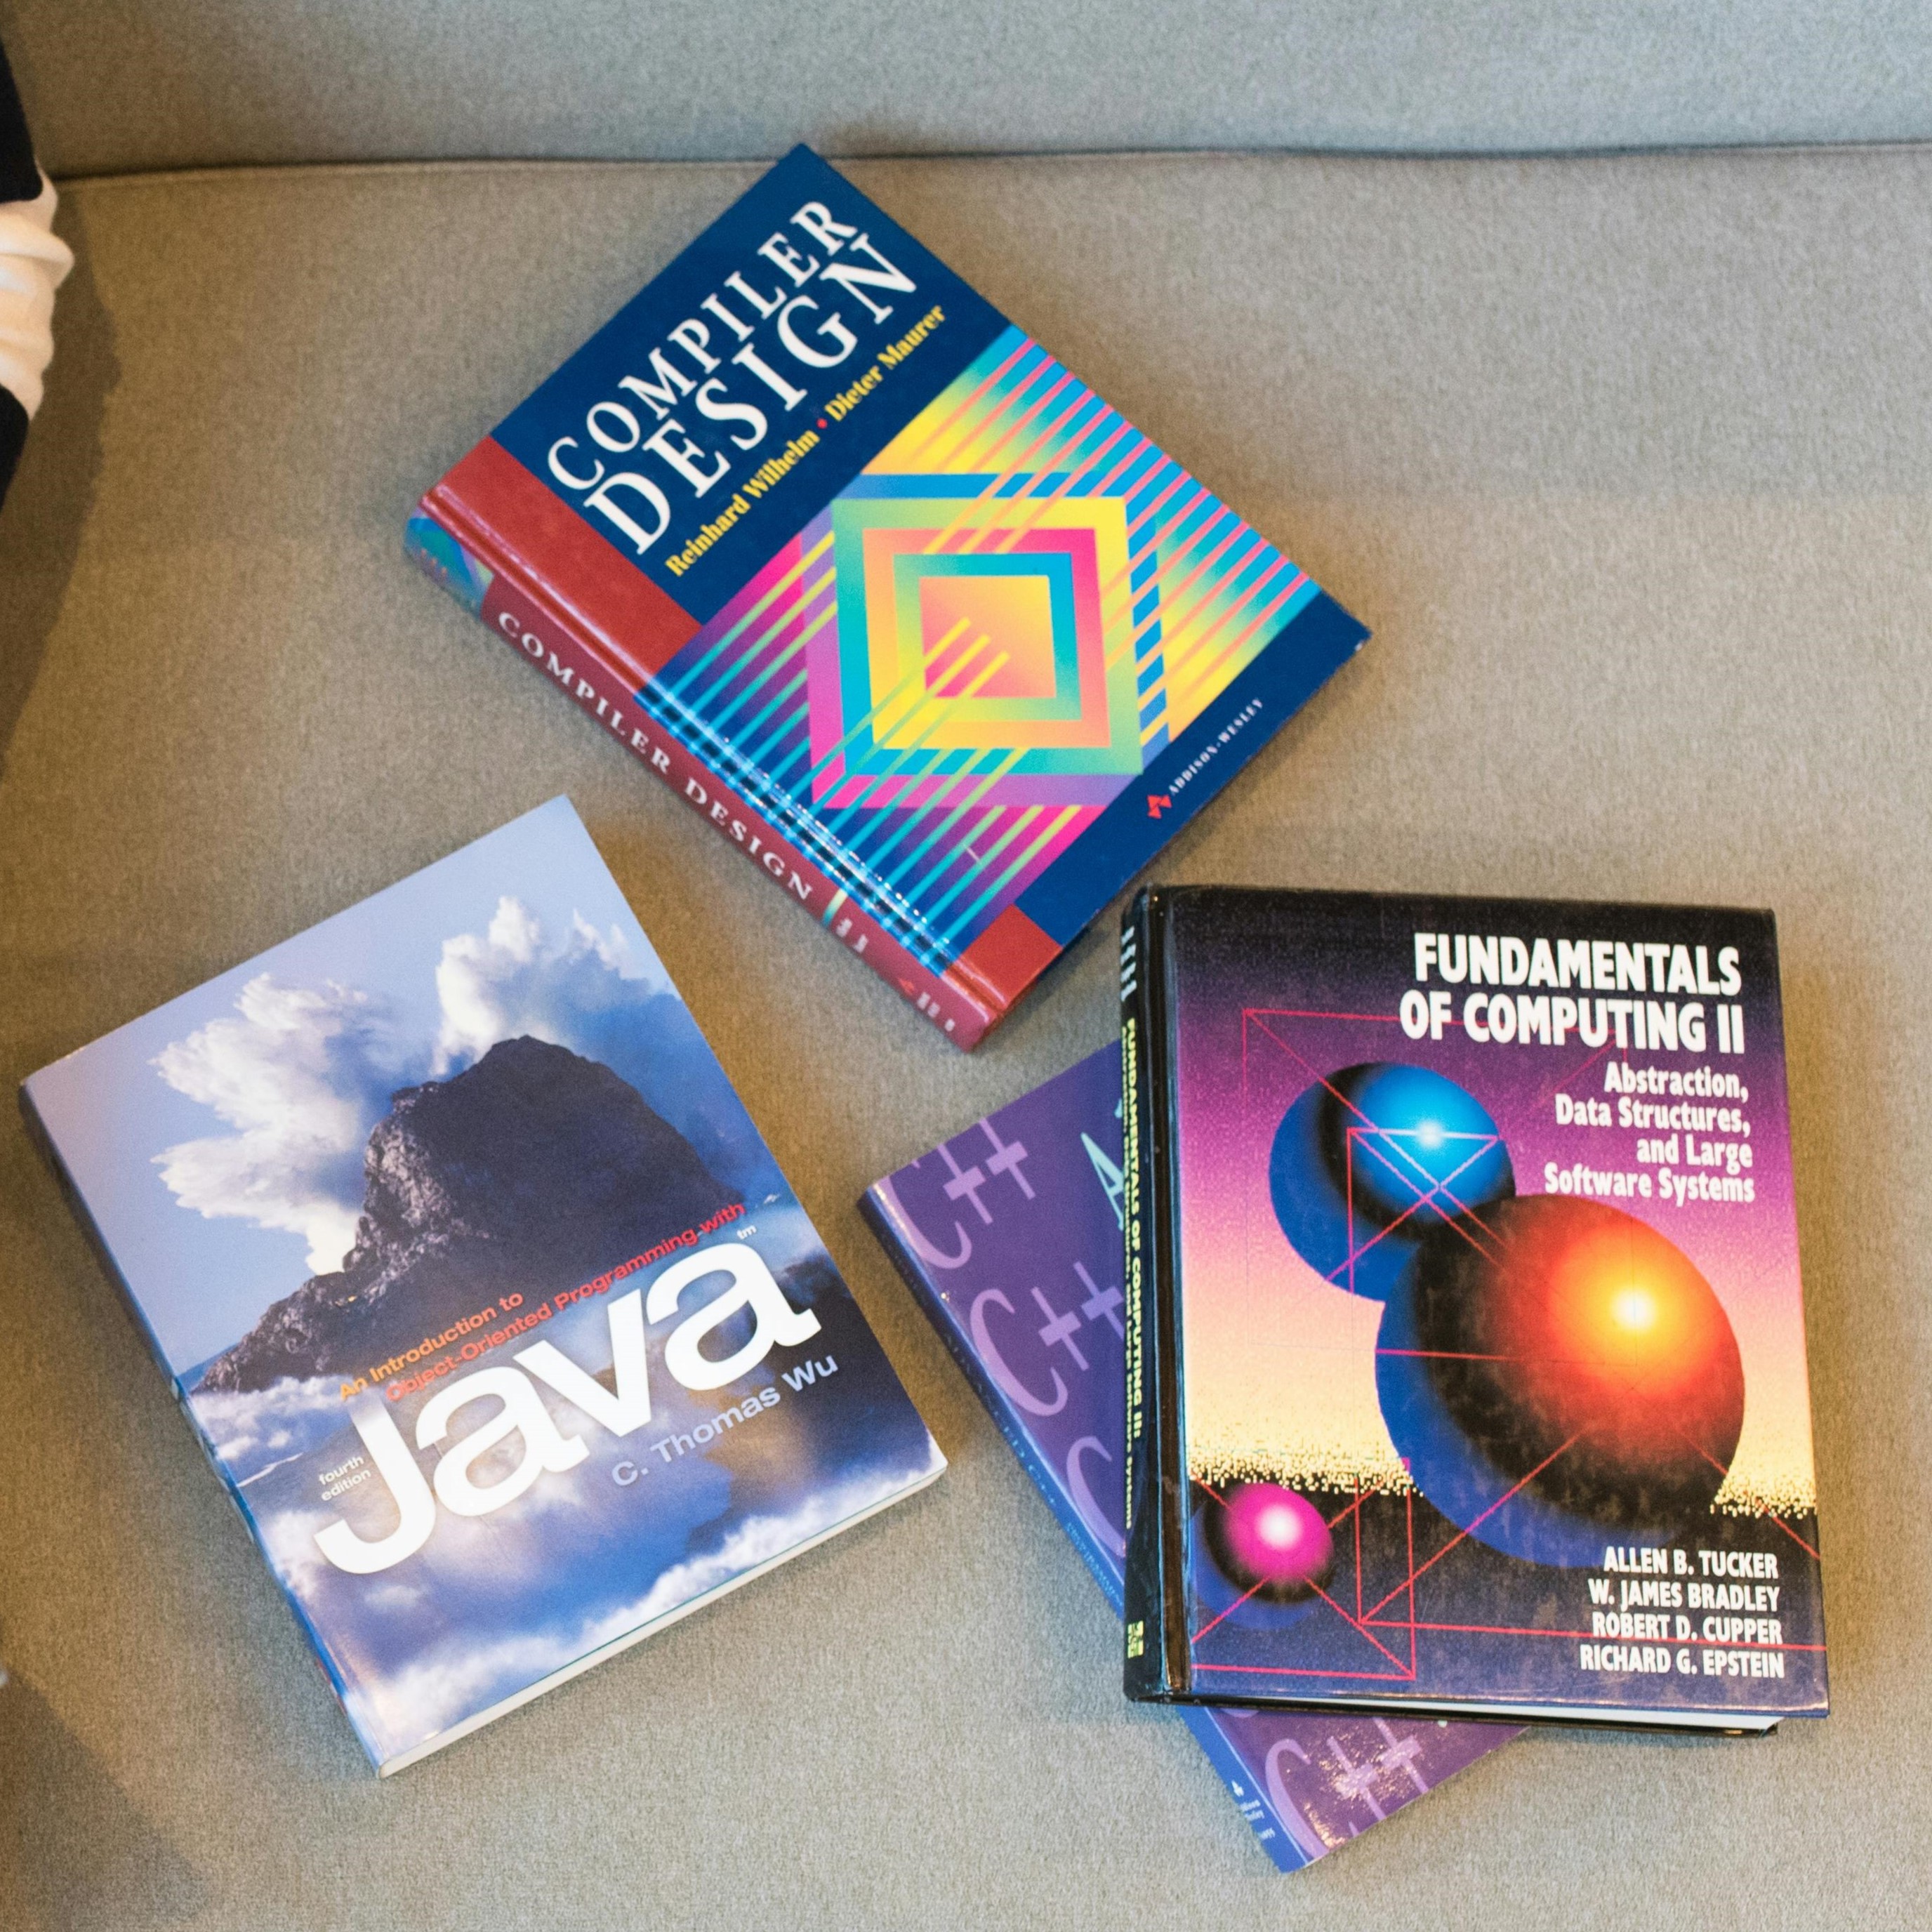 COMPILER
DESIGN
Reinhard Wilhelm • Dieter Maurer
ADDISON-WESLEY
COMPILER DESIGN
An Introduction to
Object-Oriented Programming with
Java™
fourth
edition
C. Thomas Wu
C++
C++
C++
FUNDAMENTALS
OF COMPUTING II
Abstraction,
Data Structures,
and Large
Software Systems
ALLEN B. TUCKER
W. JAMES BRADLEY
ROBERT D. CUPPER
RICHARD G. EPSTEIN
FUNDAMENTALS OF COMPUTING II: